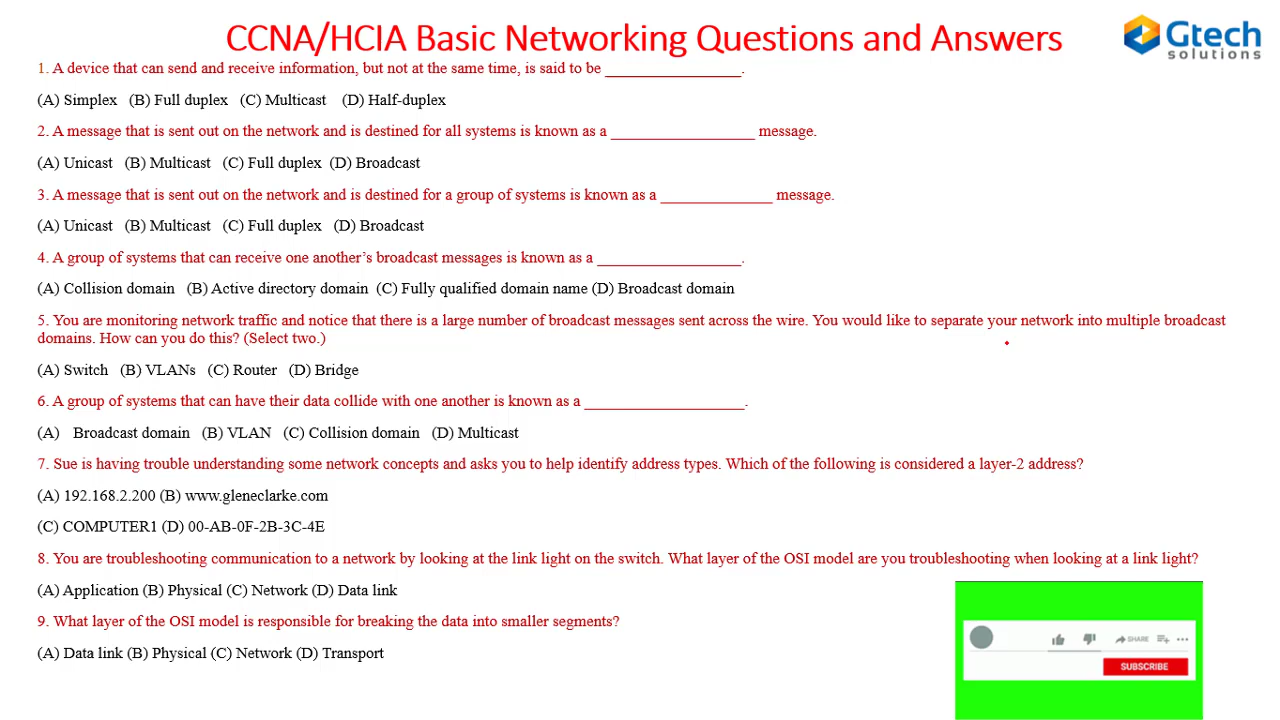 CCNA/HCIA Basic Networking Questions and Answers
Gtech
solutions
1. A device that can send and receive information, but not at the same time, is said to be _________________.
(A) Simplex (B) Full duplex (C) Multicast (D) Half-duplex
2. A message that is sent out on the network and is destined for all systems is known as a __________________ message.
(A) Unicast (B) Multicast (C) Full duplex (D) Broadcast
3. A message that is sent out on the network and is destined for a group of systems is known as a ______________ message.
(A) Unicast (B) Multicast (C) Full duplex (D) Broadcast
4. A group of systems that can receive one another’s broadcast messages is known as a __________________.
(A) Collision domain (B) Active directory domain (C) Fully qualified domain name (D) Broadcast domain
5. You are monitoring network traffic and notice that there is a large number of broadcast messages sent across the wire. You would like to separate your network into multiple broadcast
domains. How can you do this? (Select two.)
(A) Switch (B) VLANs (C) Router (D) Bridge
6. A group of systems that can have their data collide with one another is known as a ____________________.
(A) Broadcast domain (B) VLAN (C) Collision domain (D) Multicast
7. Sue is having trouble understanding some network concepts and asks you to help identify address types. Which of the following is considered a layer-2 address?
(A) 192.168.2.200 (B) www.gleneclarke.com
(C) COMPUTER1 (D) 00-AB-0F-2B-3C-4E
8. You are troubleshooting communication to a network by looking at the link light on the switch. What layer of the OSI model are you troubleshooting when looking at a link light?
(A) Application (B) Physical (C) Network (D) Data link
9. What layer of the OSI model is responsible for breaking the data into smaller segments?
(A) Data link (B) Physical (C) Network (D) Transport
SHARE
SUBSCRIBE